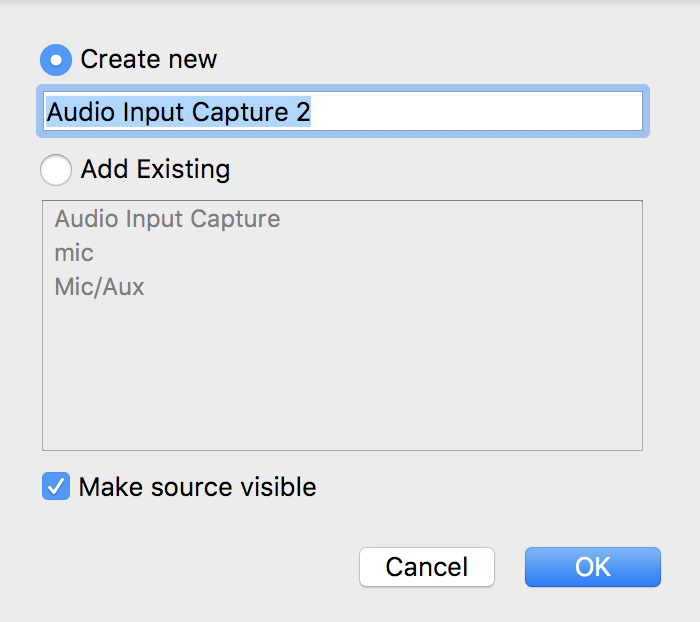 Create new
Audio Input Capture 2
Add Existing
Audio Input Capture
mic
Mic/Aux
Make source visible
Cancel
OK